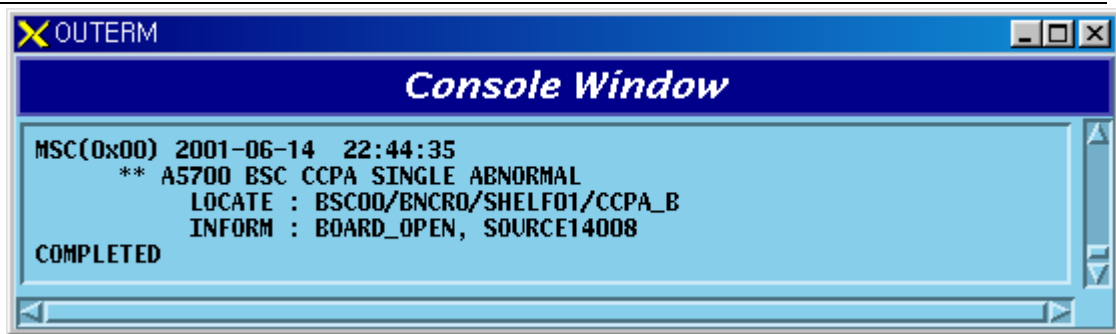 OUTERM
Console Window
MSC(0x00) 2001-06-14 22:44:35
** A5700 BSC CCPA SINGLE ABNORMAL
LOCATE : BSC00/BNCR0/SHELF01/CCPA_B
INFORM : BOARD_OPEN, SOURCE14008
COMPLETED